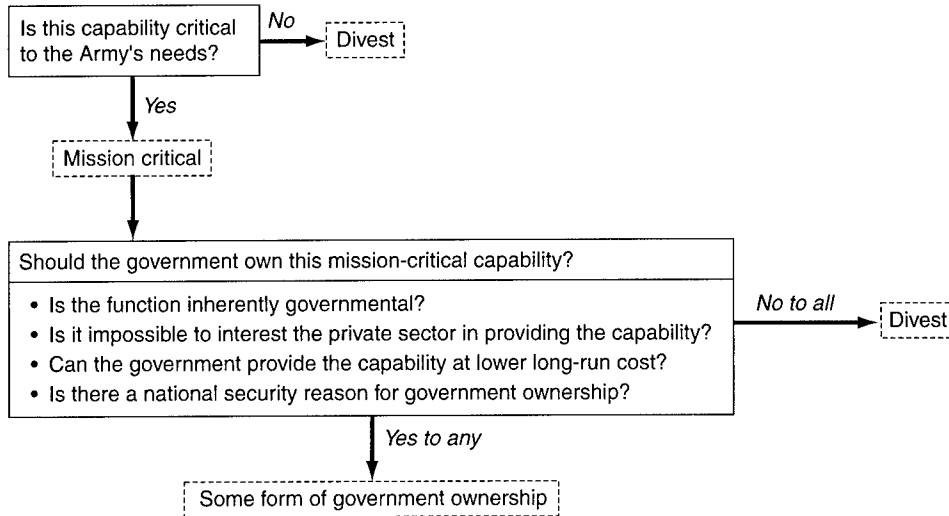 Is this capability critical
to the Army's needs?
No
Divest
Yes
Mission critical
Should the government own this mission-critical capability?
• Is the function inherently governmental?
• Is it impossible to interest the private sector in providing the capability?
• Can the government provide the capability at lower long-run cost?
• Is there a national security reason for government ownership?
No to all
Divest
Yes to any
Some form of government ownership